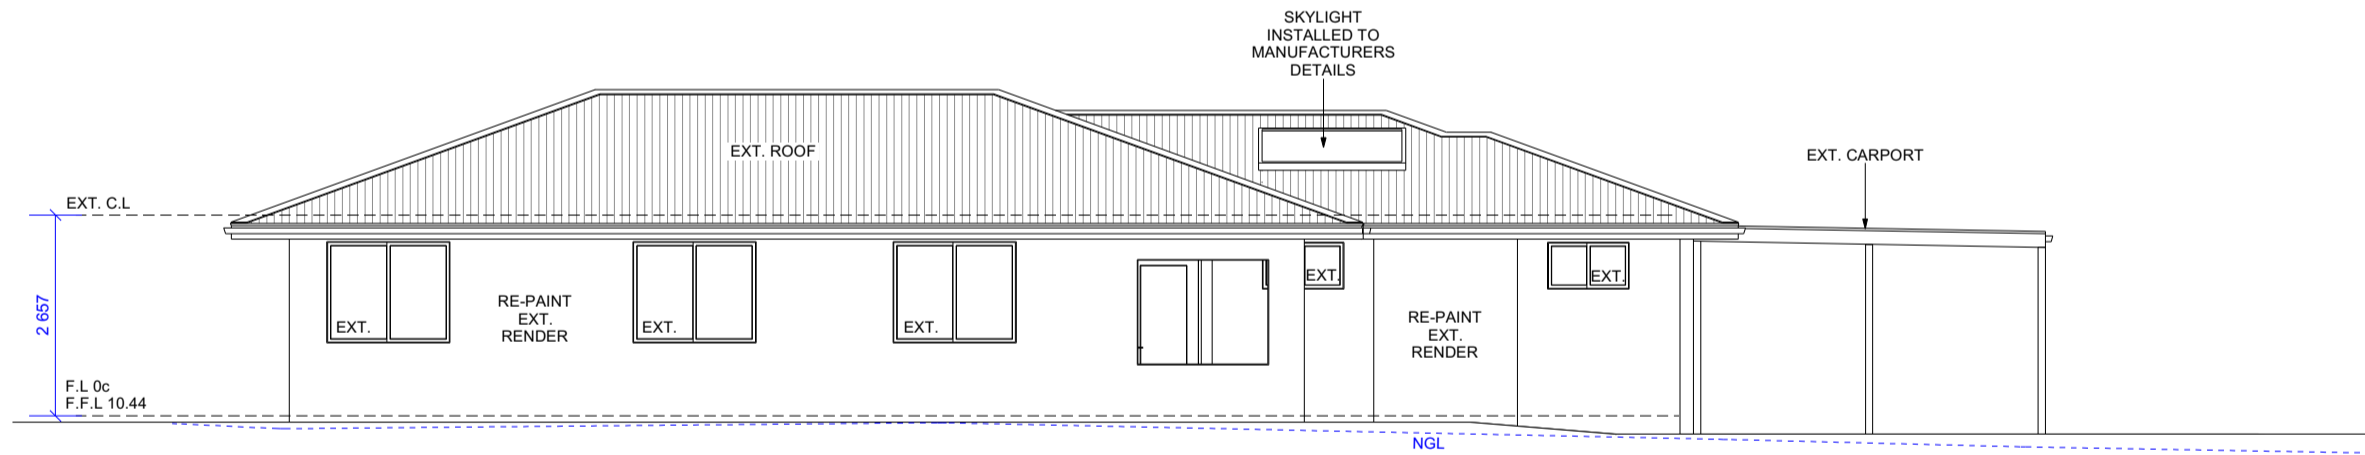 SKYLIGHT
INSTALLED TO
MANUFACTURERS
DETAILS
EXT. ROOF
EXT. CARPORT
EXT. C.L
2 657
EXT.
RE-PAINT
EXT.
RENDER
EXT.
EXT.
EXT.
RE-PAINT
EXT.
RENDER
EXT.
F.L 0c
F.F.L 10.44
NGL